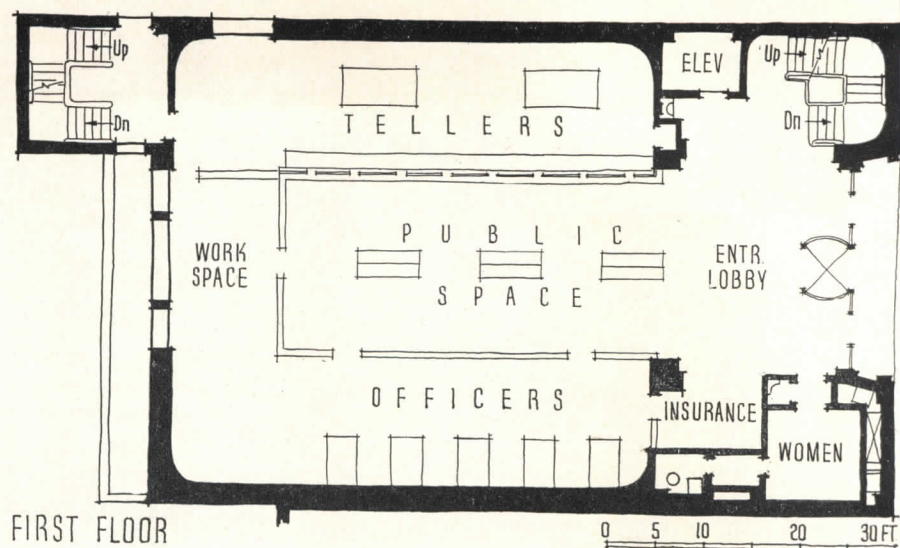 Up
ELEV
Up
Dn
TELLERS
Dn
PUBLIC
WORK
SPACE
ENTR.
LOBBY
SPACE
OFFICERS
INSURANCE
WOMEN
FIRST FLOOR
0 5 10 20 30 FT.